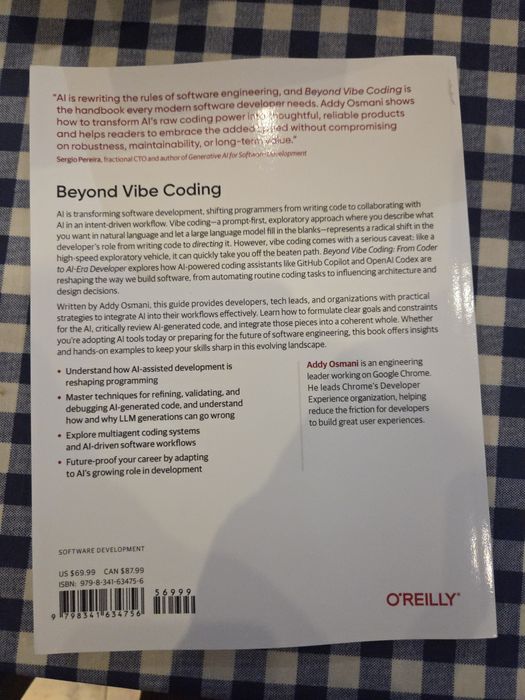 "AI is rewriting the rules of software engineering, and Beyond Vibe Coding is
the handbook every modern software developer needs. Addy Osmani shows
how to transform AI's raw coding power into thoughtful, reliable products
and helps readers to embrace the added speed without compromising
on robustness, maintainability, or long-term value."
Sergio Pereira, fractional CTO and author of Generative AI for Software Development
Beyond Vibe Coding
AI is transforming software development, shifting programmers from writing code to collaborating with
AI in an intent-driven workflow. Vibe coding—a prompt-first, exploratory approach where you describe what
you want in natural language and let a large language model fill in the blanks—represents a radical shift in the
developer's role from writing code to directing it. However, vibe coding comes with a serious caveat: like a
high-speed exploratory vehicle, it can quickly take you off the beaten path. Beyond Vibe Coding: From Coder
to AI-Era Developer explores how AI-powered coding assistants like GitHub Copilot and OpenAI Codex are
reshaping the way we build software, from automating routine coding tasks to influencing architecture and
design decisions.
Written by Addy Osmani, this guide provides developers, tech leads, and organizations with practical
strategies to integrate AI into their workflows effectively. Learn how to formulate clear goals and constraints
for the AI, critically review AI-generated code, and integrate those pieces into a coherent whole. Whether
you're adopting AI tools today or preparing for the future of software engineering, this book offers insights
and hands-on examples to keep your skills sharp in this evolving landscape.
• Understand how AI-assisted development is
reshaping programming
• Master techniques for refining, validating, and
debugging AI-generated code, and understand
how and why LLM generations can go wrong
• Explore multiagent coding systems
and AI-driven software workflows
• Future-proof your career by adapting
to AI's growing role in development
Addy Osmani is an engineering
leader working on Google Chrome.
He leads Chrome's Developer
Experience organization, helping
reduce the friction for developers
to build great user experiences.
SOFTWARE DEVELOPMENT
US $69.99 CAN $87.99
ISBN: 979-8-341-63475-6
5 6 9 9 9
9 798341 634756
O'REILLY®